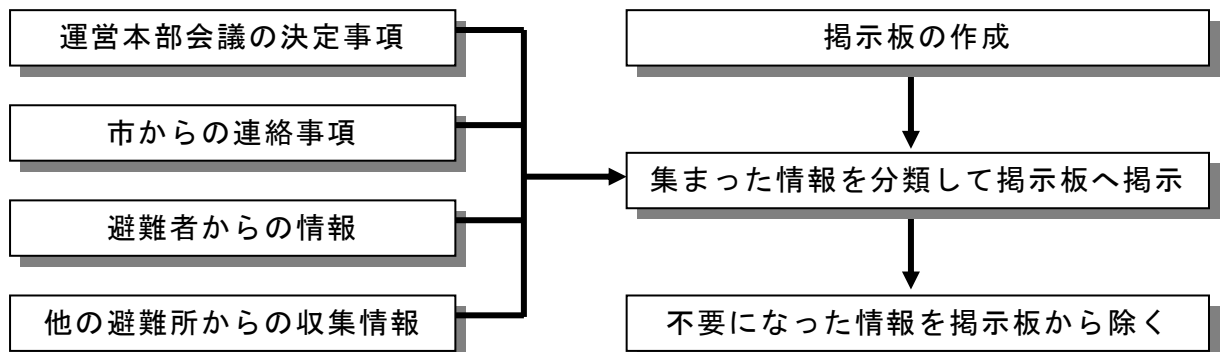 運営本部会議の決定事項
市からの連絡事項
避難者からの情報
他の避難所からの収集情報
掲示板の作成
集まった情報を分類して掲示板へ掲示
不要になった情報を掲示板から除く